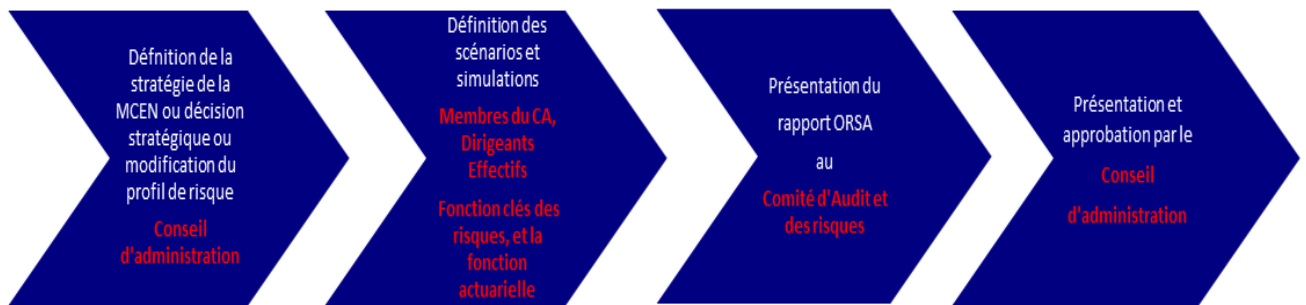 Défnition de la
stratégie de la
MCEN ou décision
stratégique ou
modification du
profil de risque
Conseil
d'administration
Définition des
scénarios et
simulations
Membres du CA,
Dirigeants
Effectifs
Fonction clés des
risques, et la
fonction
actuarielle
Présentation du
rapport ORSA
au
Comité d'Audit et
des risques
Présentation et
approbation par le
Conseil
d'administration